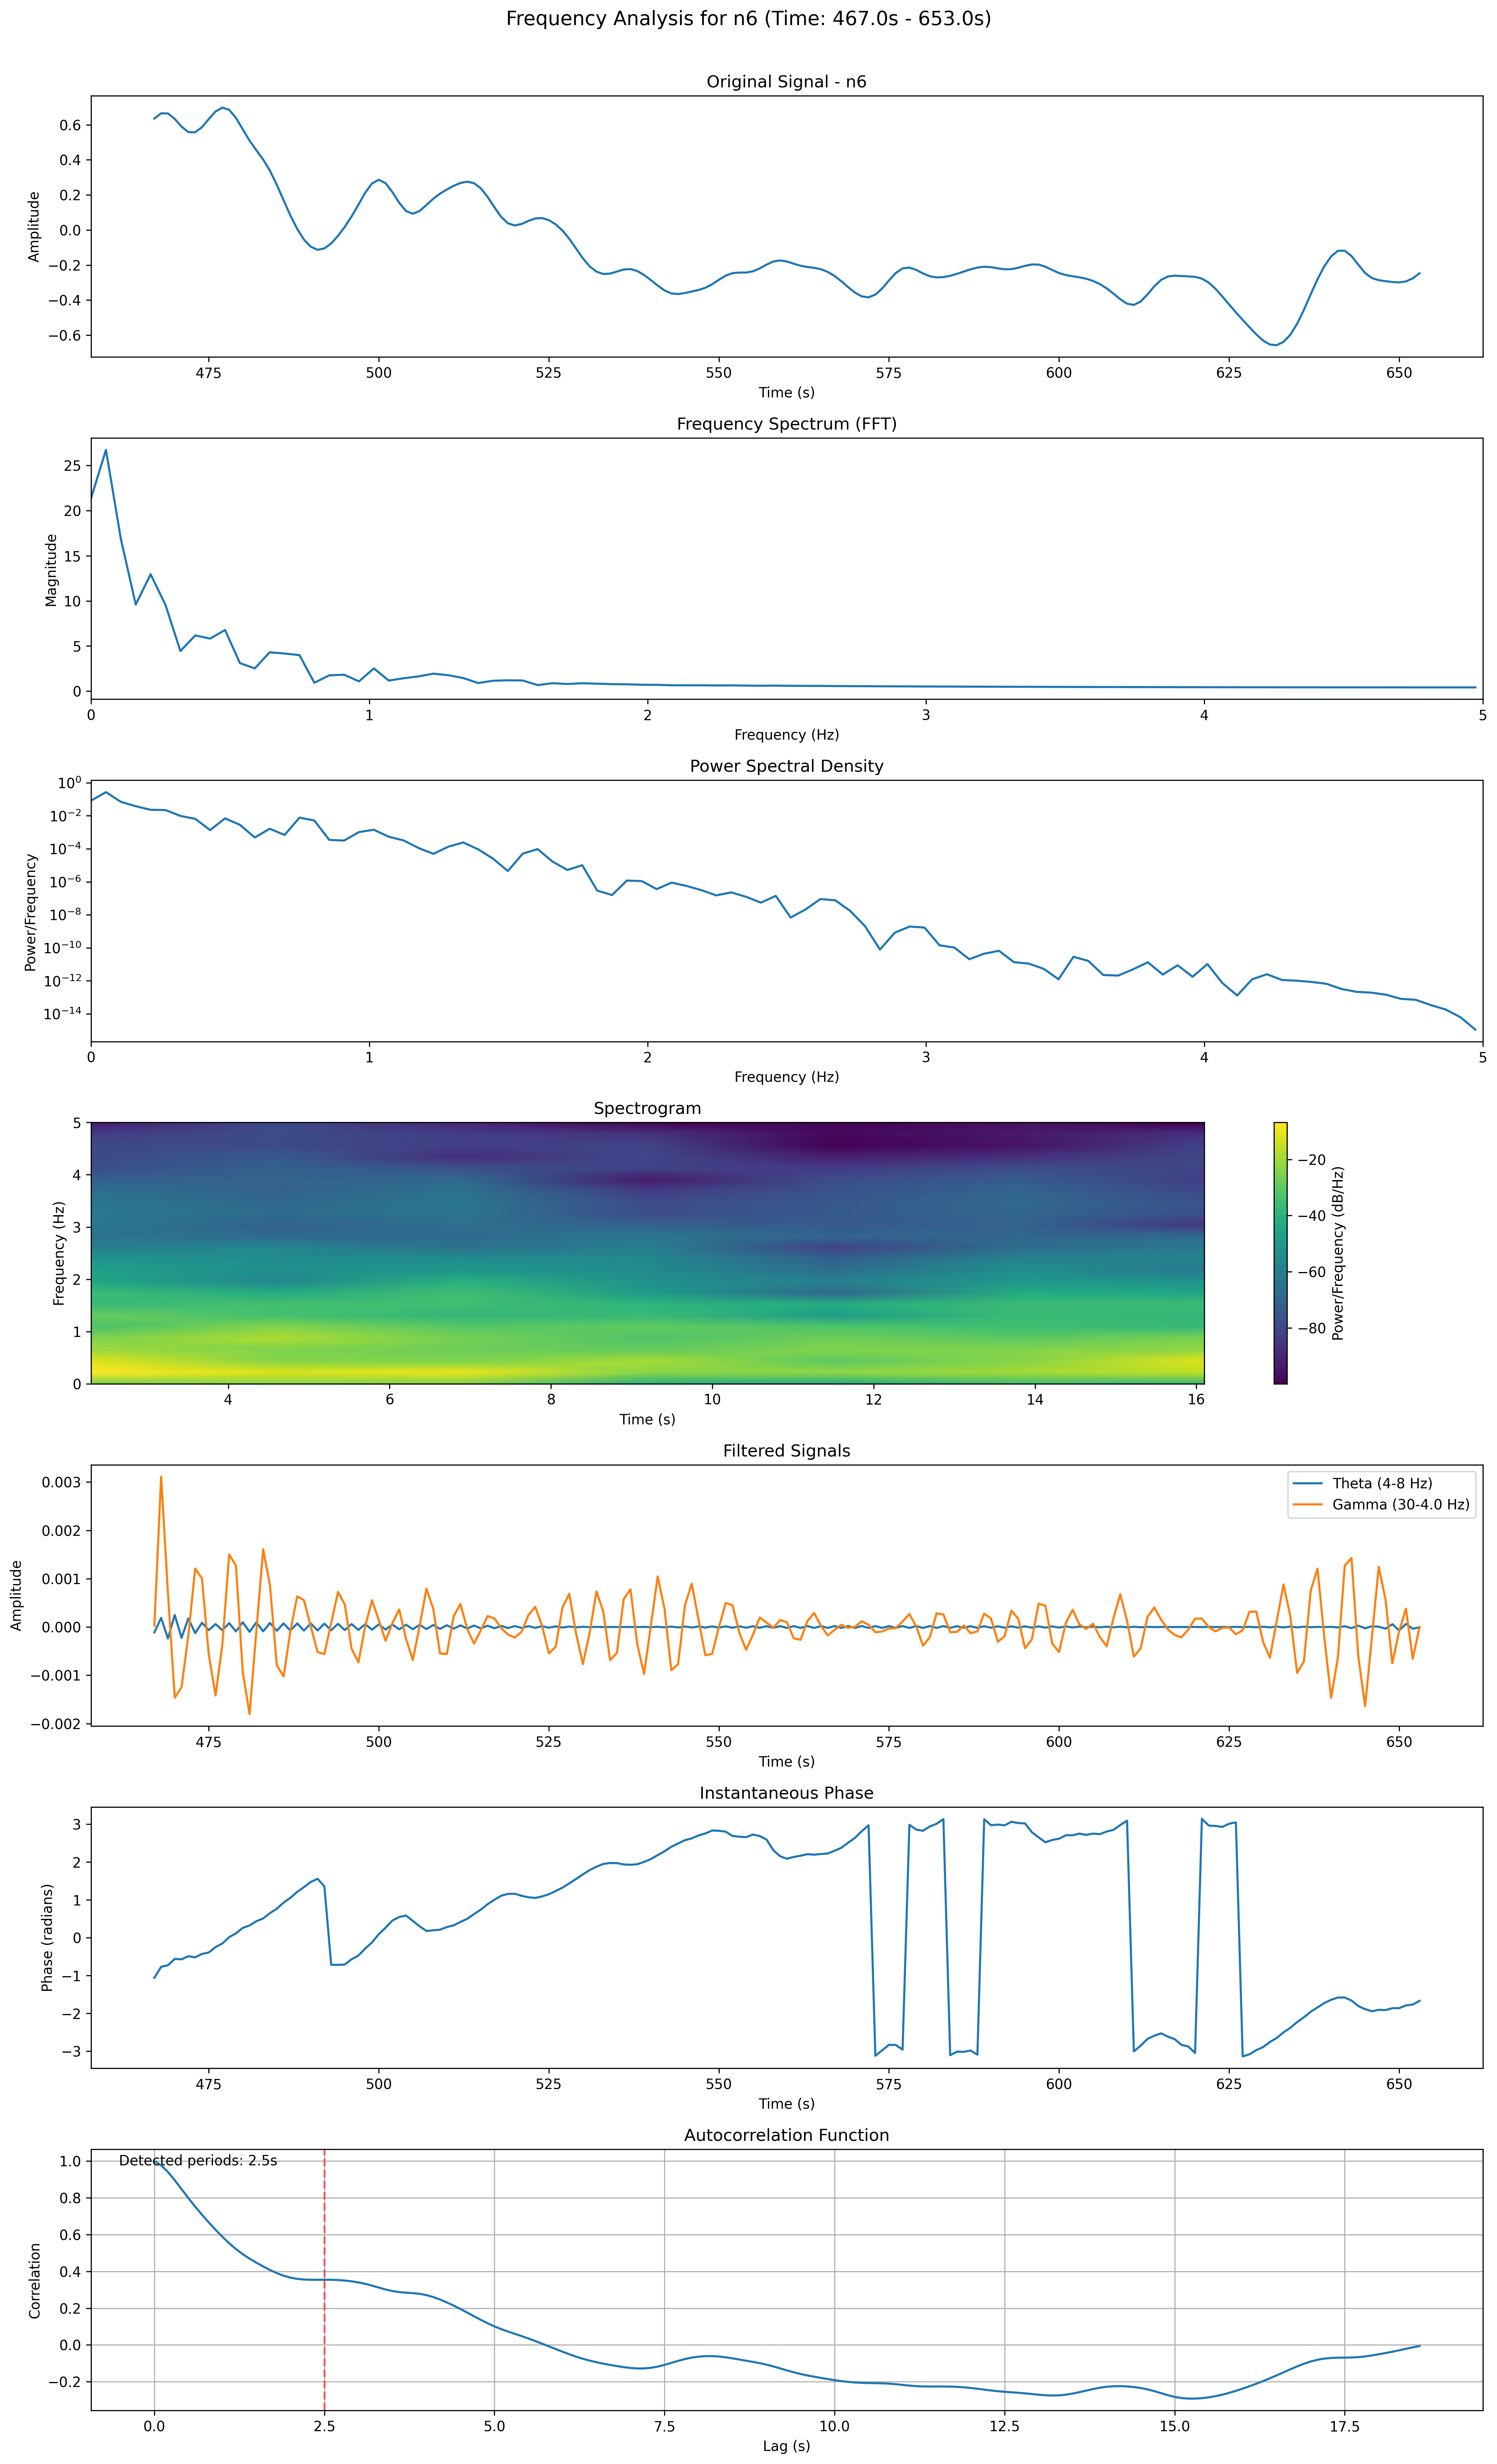 Frequency Analysis for n6 (Time: 467.0s - 653.0s)
Original Signal - n6
Amplitude
0.6
0.4
0.2
0.0
−0.2
−0.4
−0.6
475 500 525 550 575 600 625 650
Time (s)
Frequency Spectrum (FFT)
Magnitude
25
20
15
10
5
0
0 1 2 3 4 5
Frequency (Hz)
Power Spectral Density
Power/Frequency
10⁰
10⁻²
10⁻⁴
10⁻⁶
10⁻⁸
10⁻¹⁰
10⁻¹²
10⁻¹⁴
0 1 2 3 4 5
Frequency (Hz)
Spectrogram
Frequency (Hz)
5
4
3
2
1
0
4 6 8 10 12 14 16
Time (s)
−20
−40
−60
−80
Power/Frequency (dB/Hz)
Filtered Signals
Amplitude
0.003
0.002
0.001
0.000
−0.001
−0.002
Theta (4-8 Hz)
Gamma (30-4.0 Hz)
475 500 525 550 575 600 625 650
Time (s)
Instantaneous Phase
Phase (radians)
3
2
1
0
−1
−2
−3
475 500 525 550 575 600 625 650
Time (s)
Autocorrelation Function
Detected periods: 2.5s
Correlation
1.0
0.8
0.6
0.4
0.2
0.0
−0.2
0.0 2.5 5.0 7.5 10.0 12.5 15.0 17.5
Lag (s)